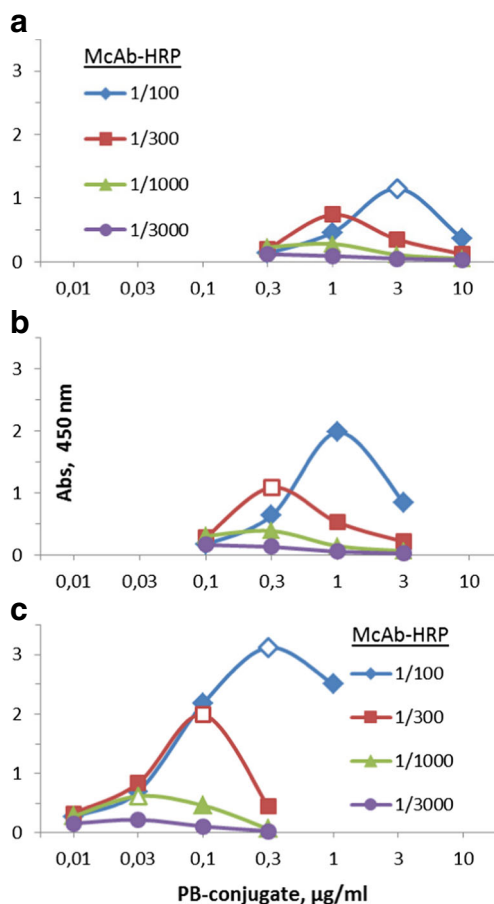 a
McAb-HRP
3
1/100
1/300
2
1/1000
1
1/3000
0
0,01 0,03 0,1 0,3 1 3 10
b
3
2
1
0
Abs, 450 nm
0,01 0,03 0,1 0,3 1 3 10
c
McAb-HRP
3
1/100
1/300
2
1/1000
1
1/3000
0
0,01 0,03 0,1 0,3 1 3 10
PB-conjugate, µg/ml